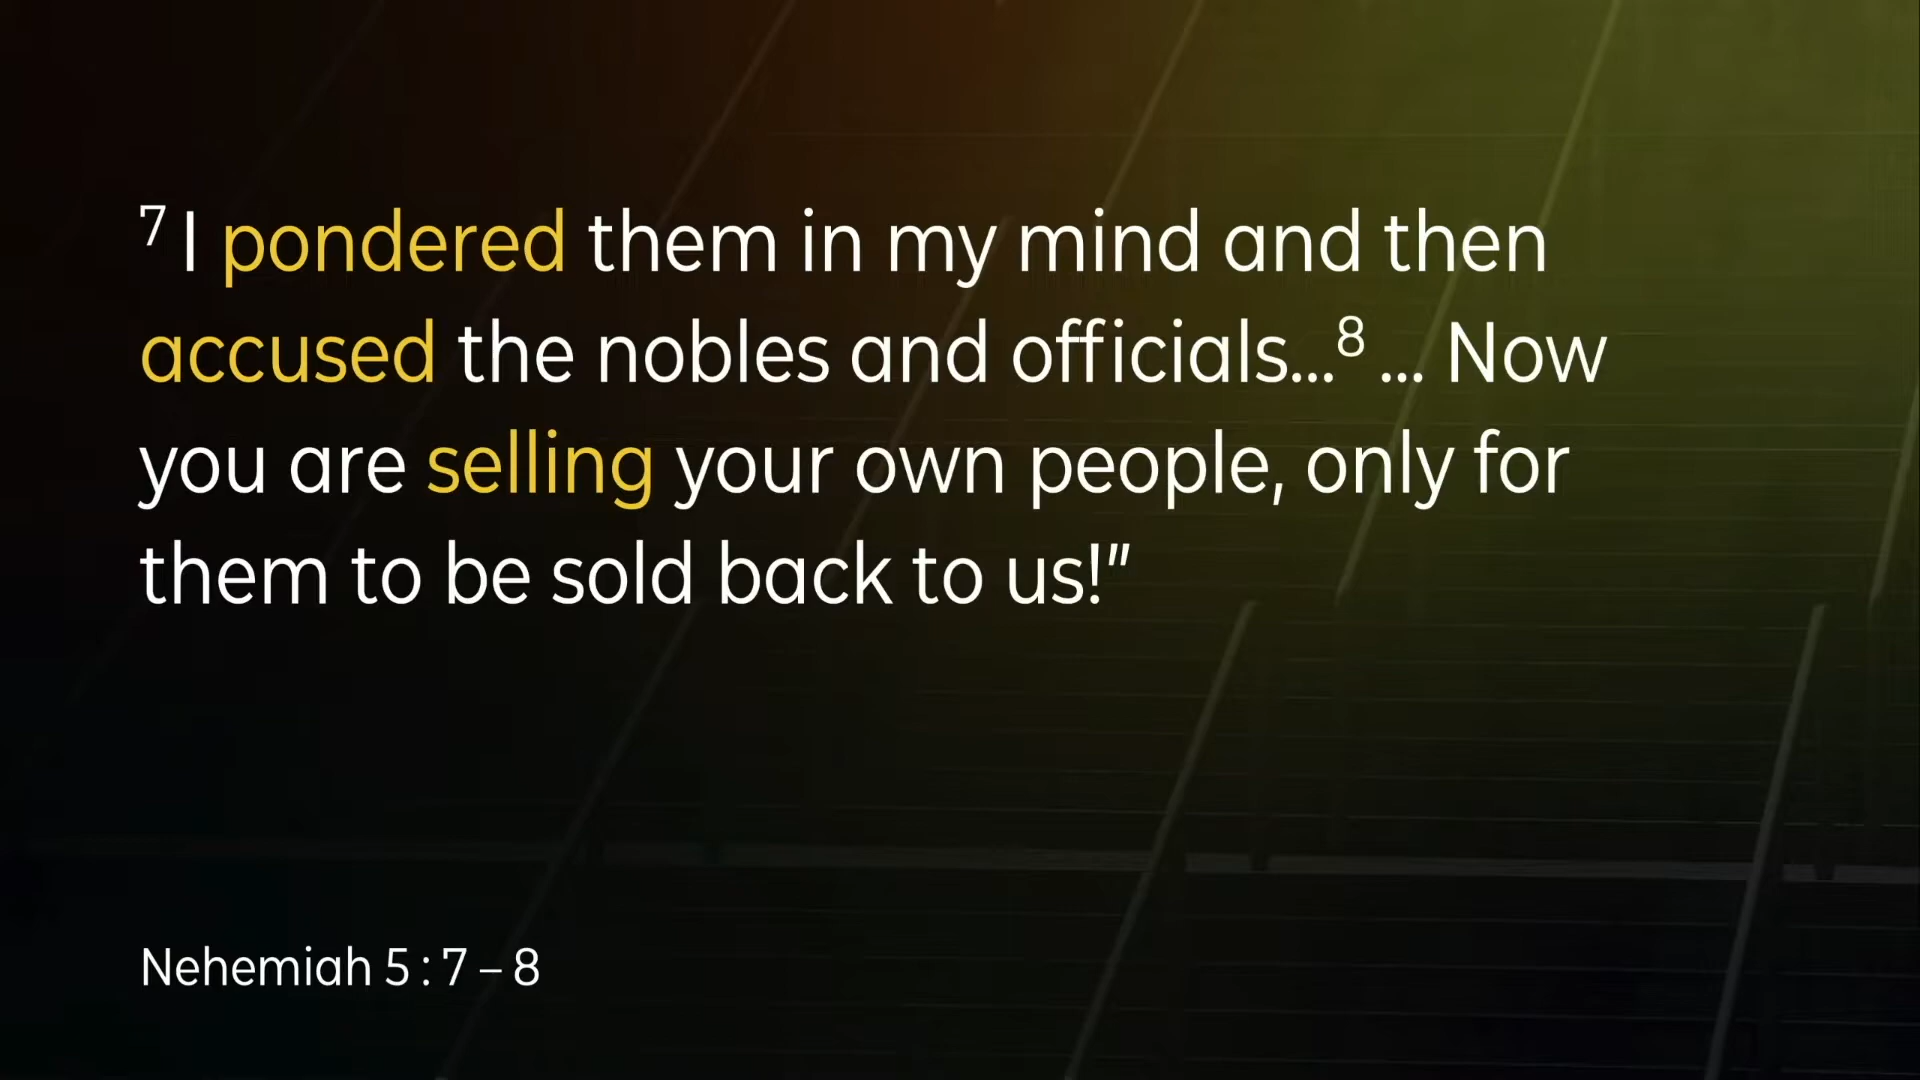 7 I pondered them in my mind and then
accused the nobles and officials...8 ... Now
you are selling your own people, only for
them to be sold back to us!"
Nehemiah 5 : 7 – 8